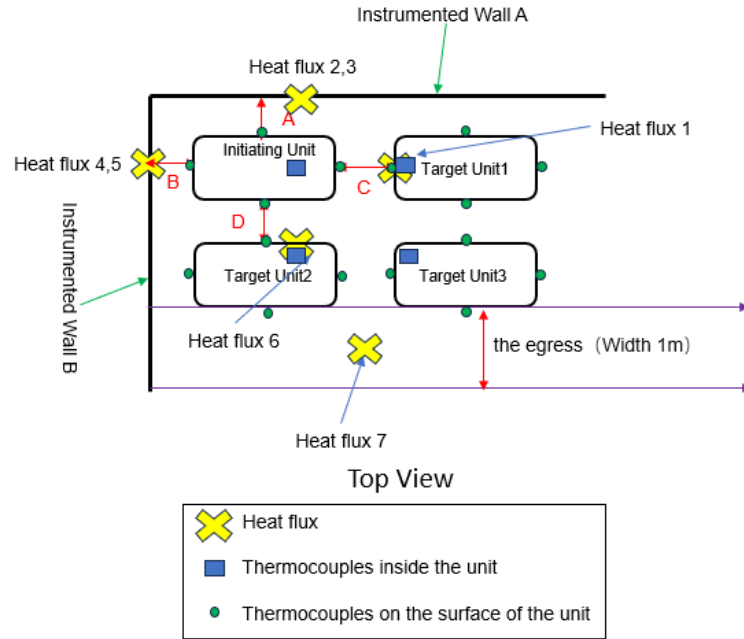 Instrumented Wall A
Heat flux 2,3
A
Initiating Unit
Heat flux 1
Heat flux 4,5
B
C
Target Unit1
D
Instrumented Wall B
Target Unit2
Target Unit3
Heat flux 6
the egress（Width 1m）
Heat flux 7
Top View
Heat flux
Thermocouples inside the unit
Thermocouples on the surface of the unit